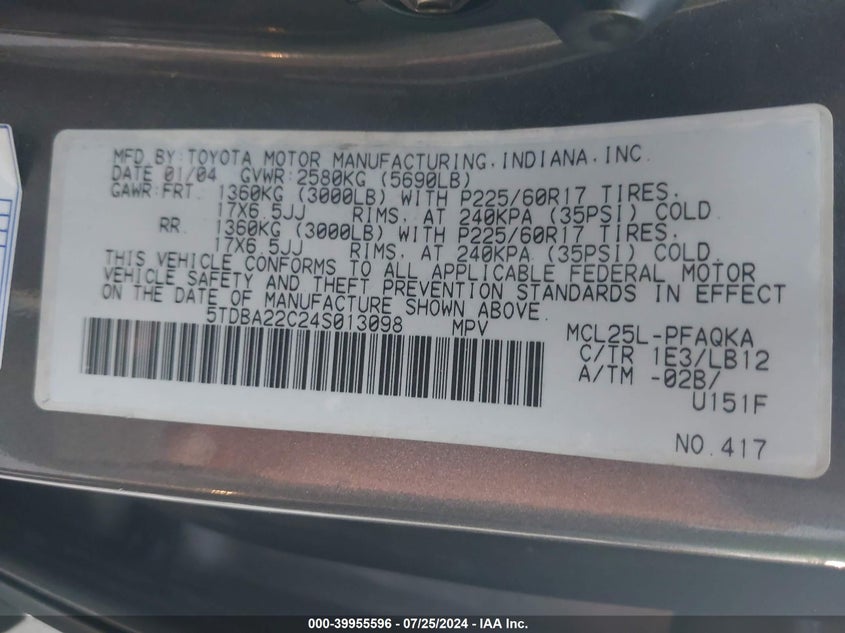 MFD.BY:TOYOTA MOTOR MANUFACTURING,INDIANA,INC.
DATE 01/04 GVWR:2580KG (5690LB)
GAWR:FRT. 1360KG (3000LB) WITH P225/60R17 TIRES,
17X6.5JJ RIMS, AT 240KPA (35PSI) COLD.
RR. 1360KG (3000LB) WITH P225/60R17 TIRES,
17X6.5JJ RIMS, AT 240KPA (35PSI) COLD.
THIS VEHICLE CONFORMS TO ALL APPLICABLE FEDERAL MOTOR
VEHICLE SAFETY AND THEFT PREVENTION STANDARDS IN EFFECT
ON THE DATE OF MANUFACTURE SHOWN ABOVE.
5TDBA22C24S013098 MPV
MCL25L-PFAQKA
C/TR 1E3/LB12
A/TM -02B/
U151F
NO.417
000-39955596 - 07/25/2024 - IAA Inc.